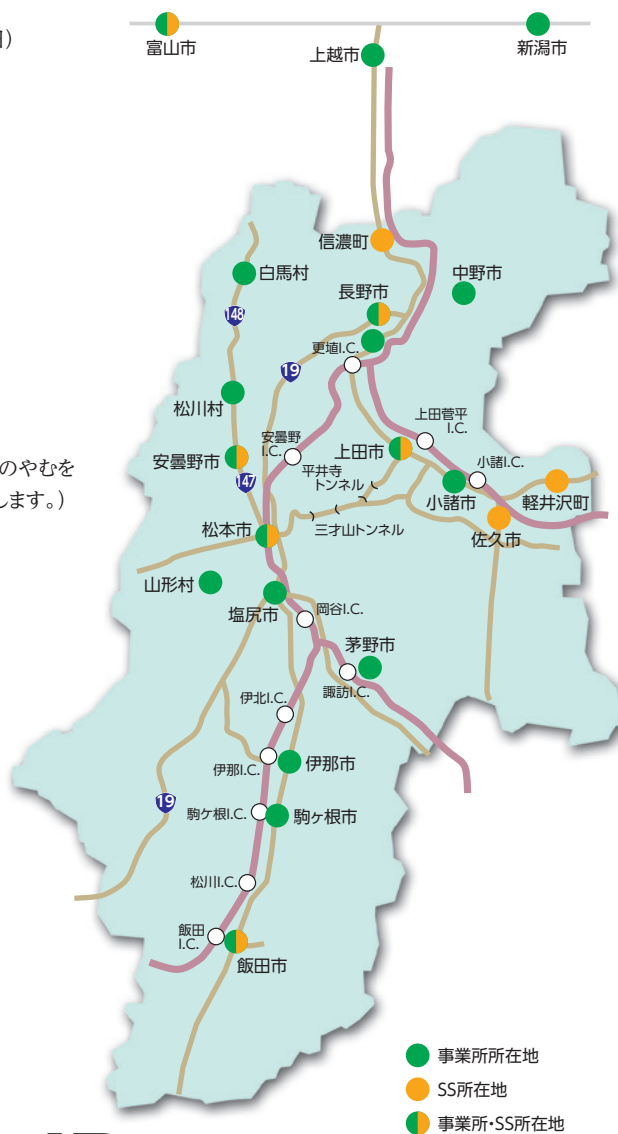 日）
富山市
上越市
新潟市
信濃町
白馬村
中野市
長野市
148
更埴I.C.
19
松川村
上田菅平
I.C.
安曇野
I.C.
上田市
小諸I.C.
のやむを
安曇野市
平井寺
トンネル
します。）
147
小諸市
軽井沢町
松本市
三才山トンネル
佐久市
山形村
塩尻市
岡谷I.C.
茅野市
諏訪I.C.
伊北I.C.
伊那I.C.
伊那市
19
駒ヶ根I.C.
駒ヶ根市
松川I.C.
飯田
I.C.
飯田市
事業所所在地
SS所在地
事業所・SS所在地